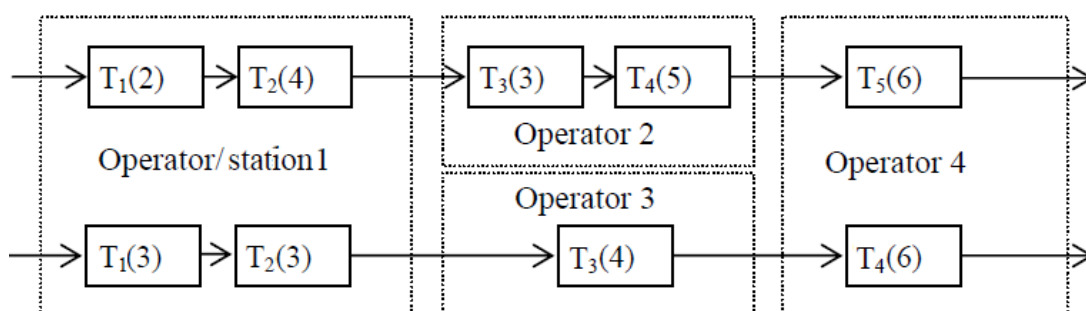 T₁(2) T₂(4) T₃(3) T₄(5) T₅(6)
Operator 2
Operator/station1 Operator 4
Operator 3
T₁(3) T₂(3) T₃(4) T₄(6)